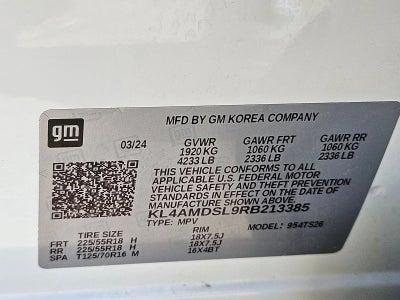 gm
MFD BY GM KOREA COMPANY
03/24 GVWR GAWR FRT GAWR RR
1920 KG 1060 KG 1060 KG
4233 LB 2336 LB 2336 LB
THIS VEHICLE CONFORMS TO ALL
APPLICABLE U.S. FEDERAL MOTOR
VEHICLE SAFETY AND THEFT PREVENTION
STANDARDS IN EFFECT ON THE DATE OF
MANUFACTURE SHOWN ABOVE.
KL4AMDSL9RB213385
TYPE: MPV MODEL: 954TS26
TIRE SIZE RIM
FRT 225/55R18 H 18X7.5J
RR 225/55R18 H 18X7.5J
SPA T125/70R16 M 16X4BT